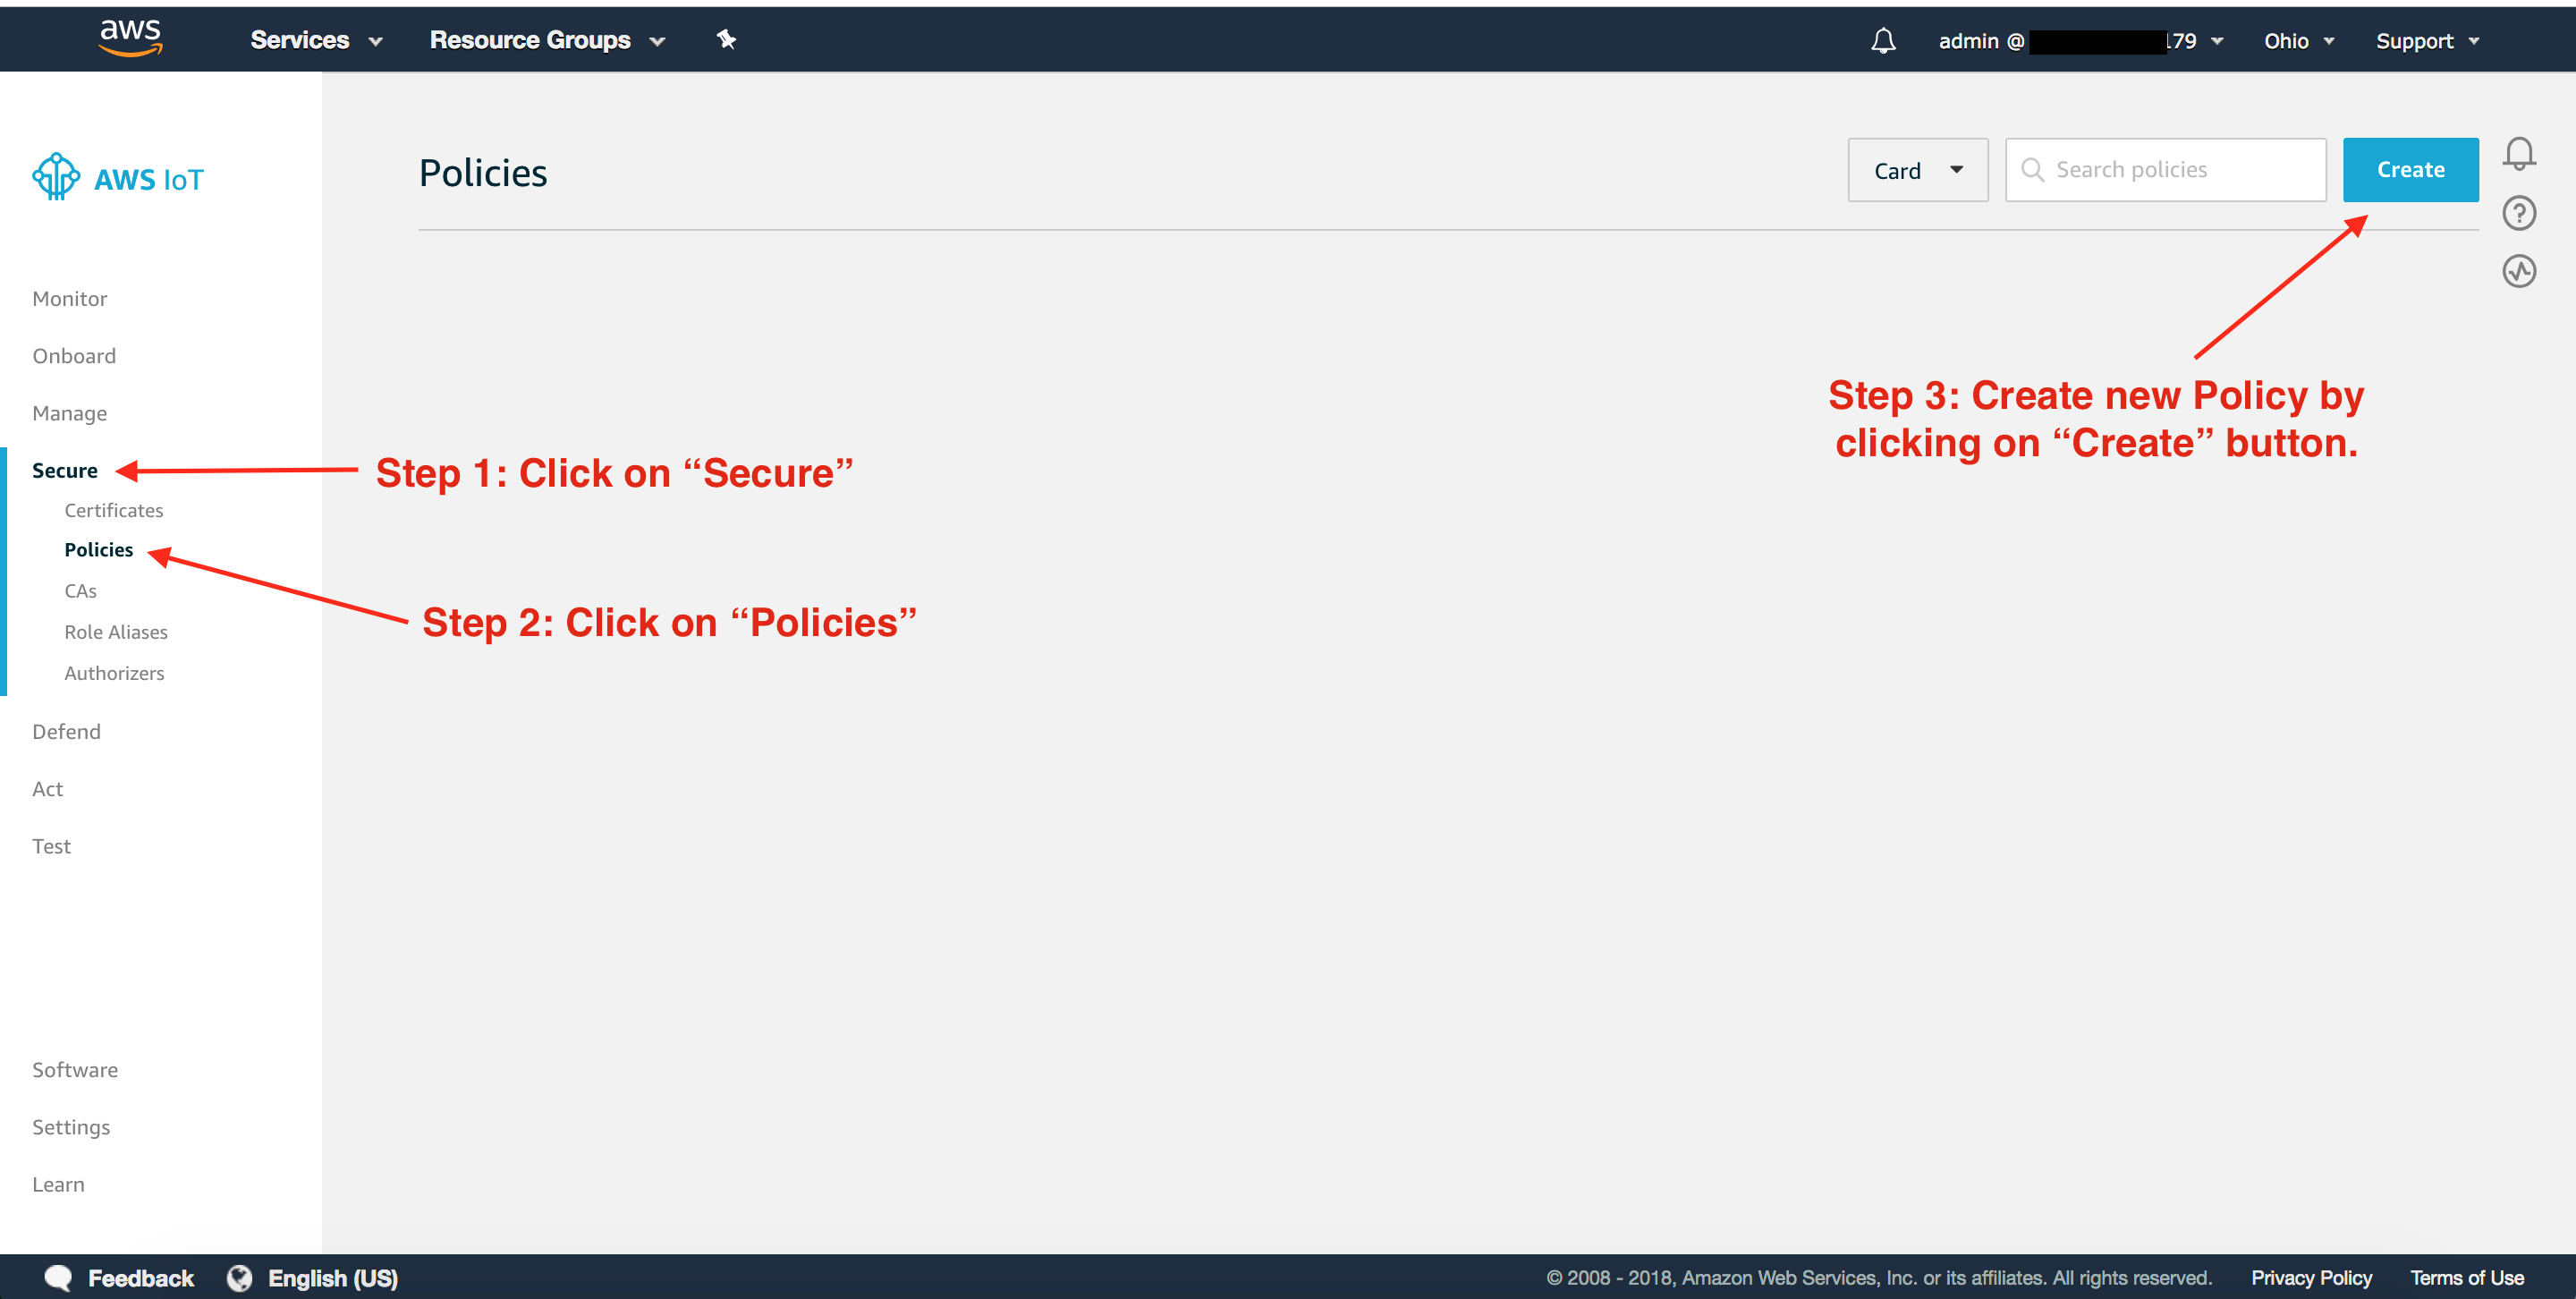 aws Services Resource Groups admin @ 179 Ohio Support
AWS IoT
Policies
Card
Search policies
Create
Monitor
Onboard
Manage
Secure
Certificates
Policies
CAs
Role Aliases
Authorizers
Defend
Act
Test
Software
Settings
Learn
Step 1: Click on “Secure”
Step 2: Click on “Policies”
Step 3: Create new Policy by
clicking on “Create” button.
Feedback English (US) © 2008 - 2018, Amazon Web Services, Inc. or its affiliates. All rights reserved. Privacy Policy Terms of Use